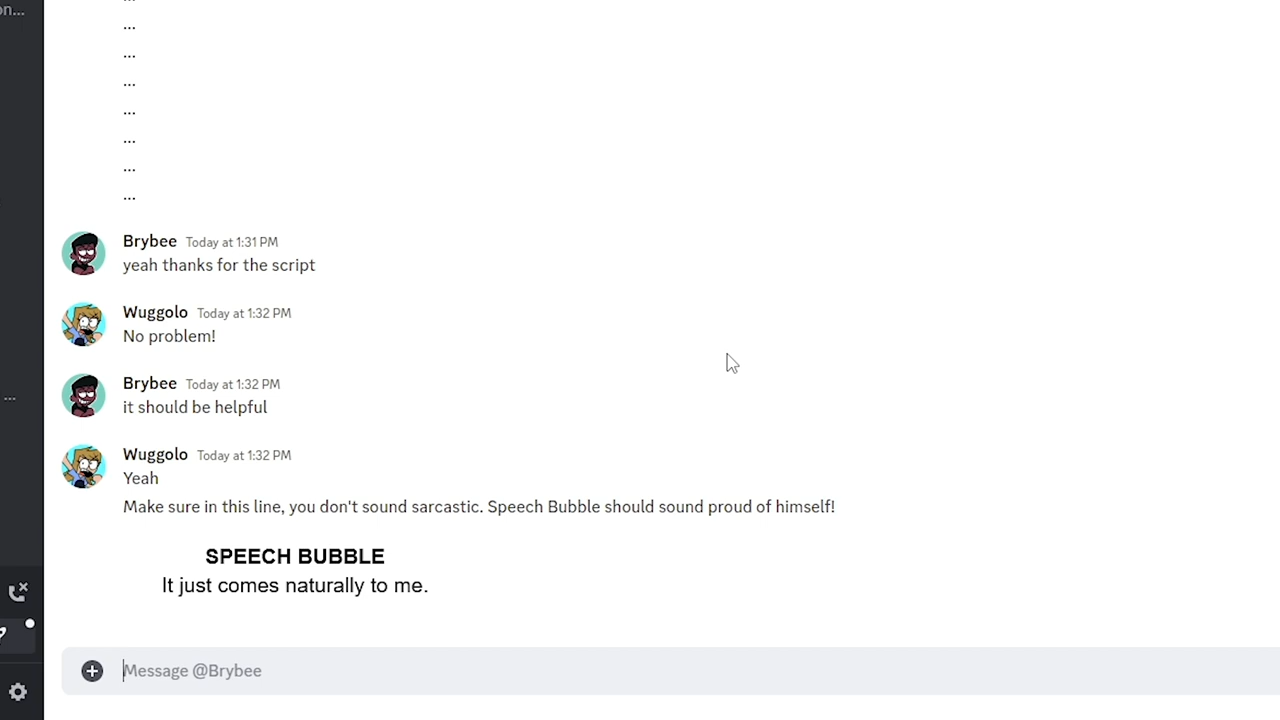 on...
...
...
...
...
...
...
...
Brybee Today at 1:31 PM
yeah thanks for the script
Wuggolo Today at 1:32 PM
No problem!
Brybee Today at 1:32 PM
it should be helpful
...
Wuggolo Today at 1:32 PM
Yeah
Make sure in this line, you don't sound sarcastic. Speech Bubble should sound proud of himself!
SPEECH BUBBLE
It just comes naturally to me.
Message @Brybee